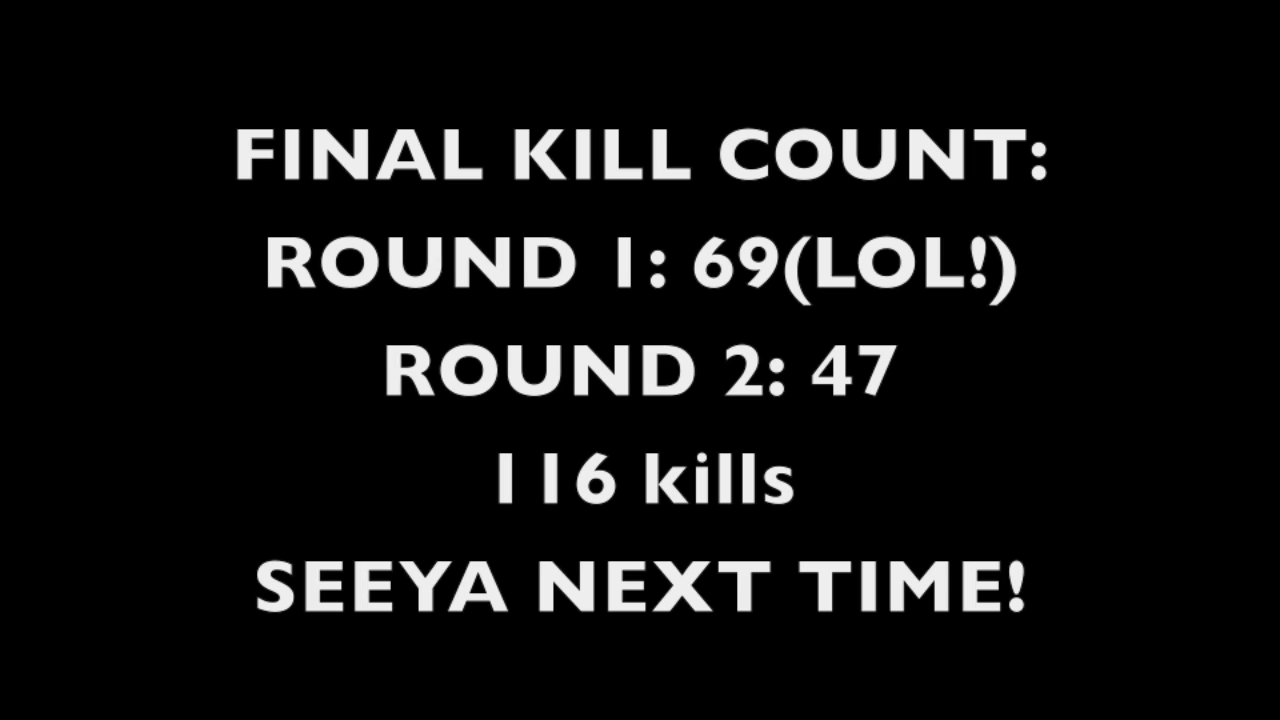 FINAL KILL COUNT:
ROUND 1: 69(LOL!)
ROUND 2: 47
116 kills
SEEYA NEXT TIME!